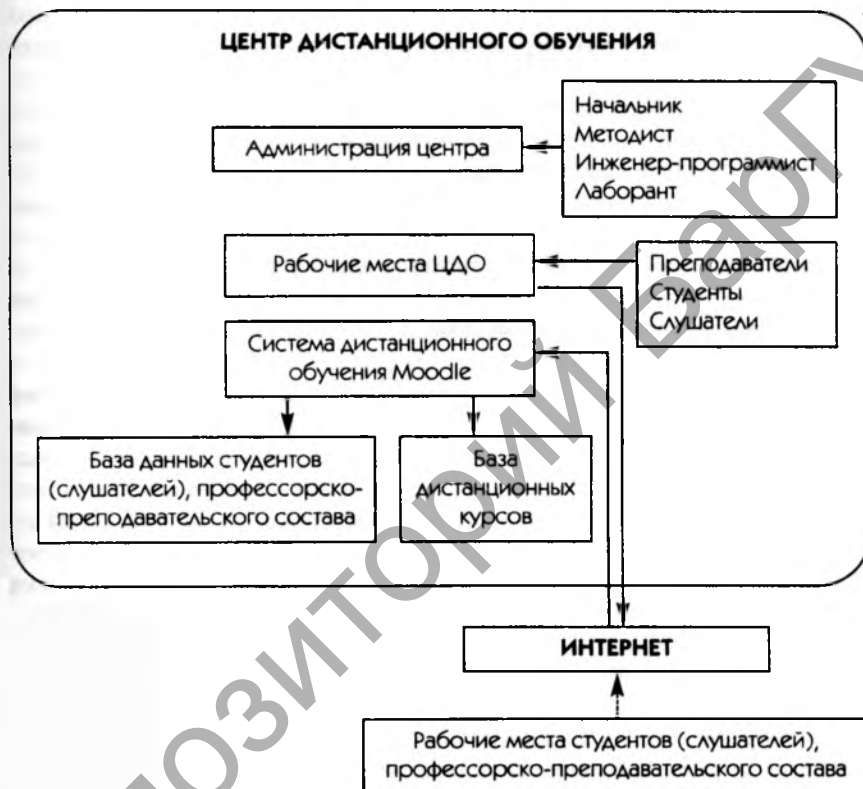 ЦЕНТР ДИСТАНЦИОННОГО ОБУЧЕНИЯ
Администрация центра
Начальник
Методист
Инженер-программист
Лаборант
Рабочие места ЦДО
Преподаватели
Студенты
Слушатели
Система дистанционного
обучения Moodle
База данных студентов
(слушателей), профессорско-
преподавательского состава
База
дистанционных
курсов
ИНТЕРНЕТ
Рабочие места студентов (слушателей),
профессорско-преподавательского состава